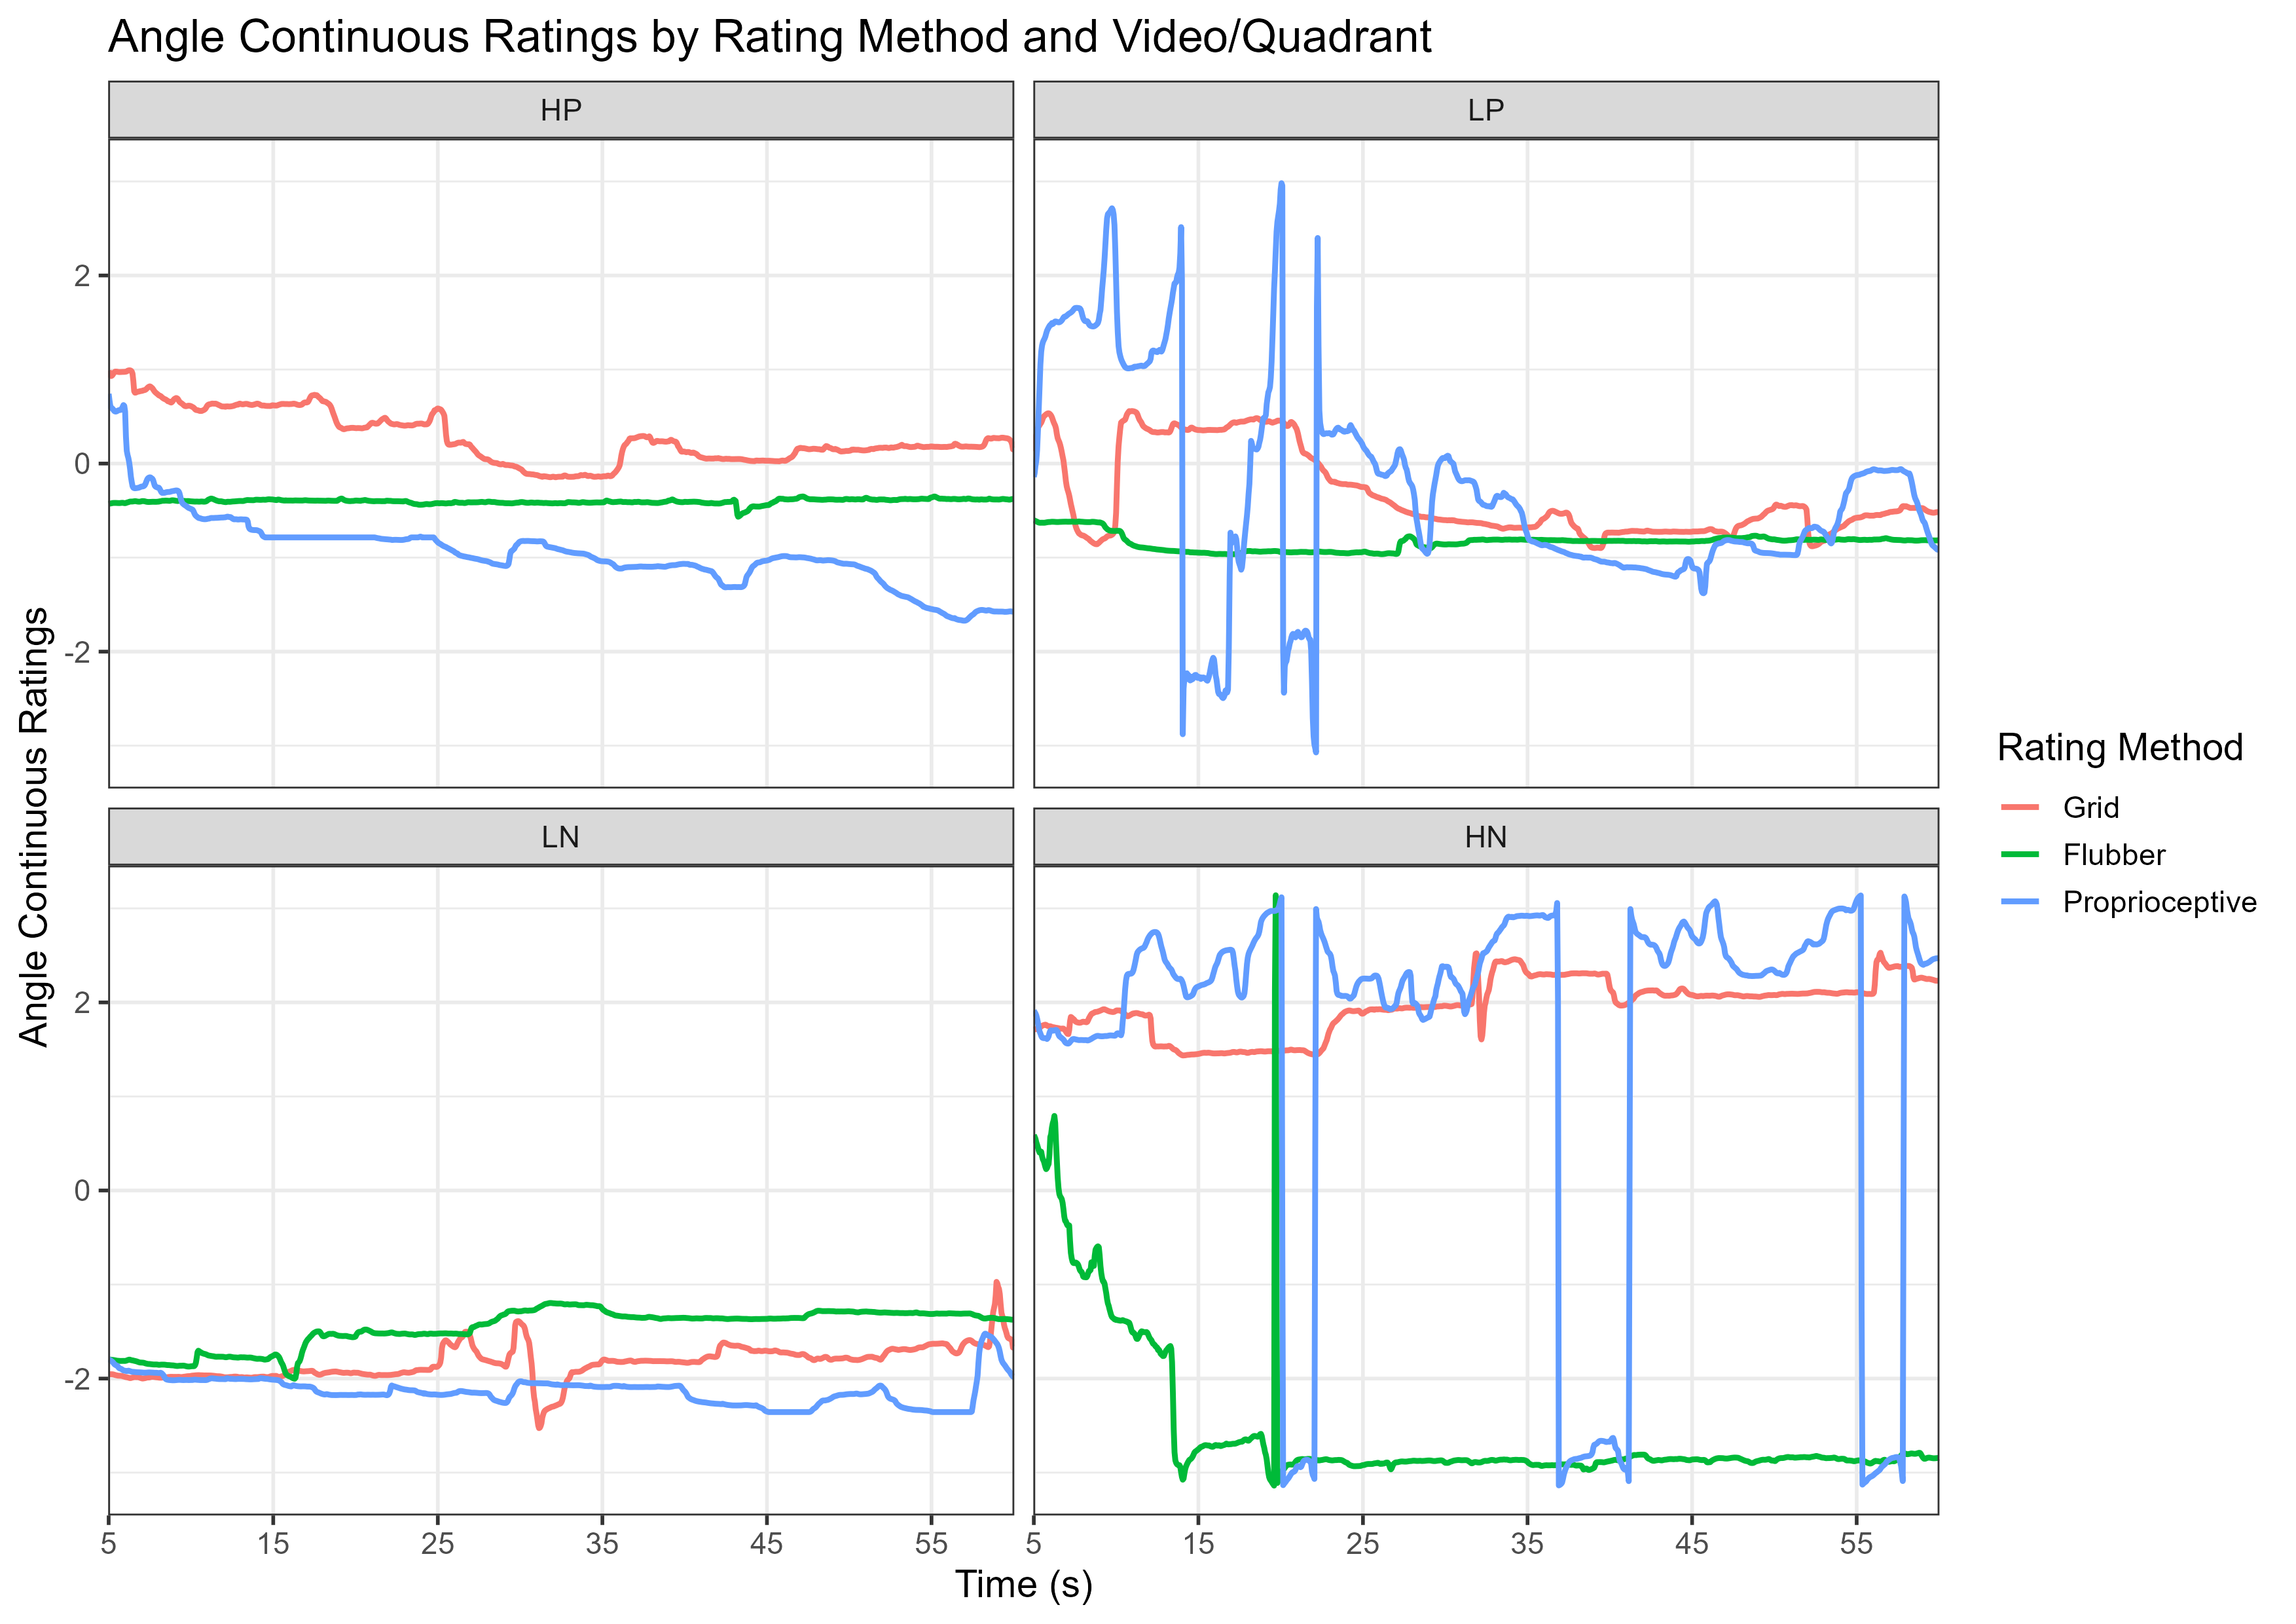 Angle Continuous Ratings by Rating Method and Video/Quadrant
HP
LP
2
0
-2
LN
HN
2
0
-2
5
15
25
35
45
55
5
15
25
35
45
55
Time (s)
Angle Continuous Ratings
Rating Method
Grid
Flubber
Proprioceptive